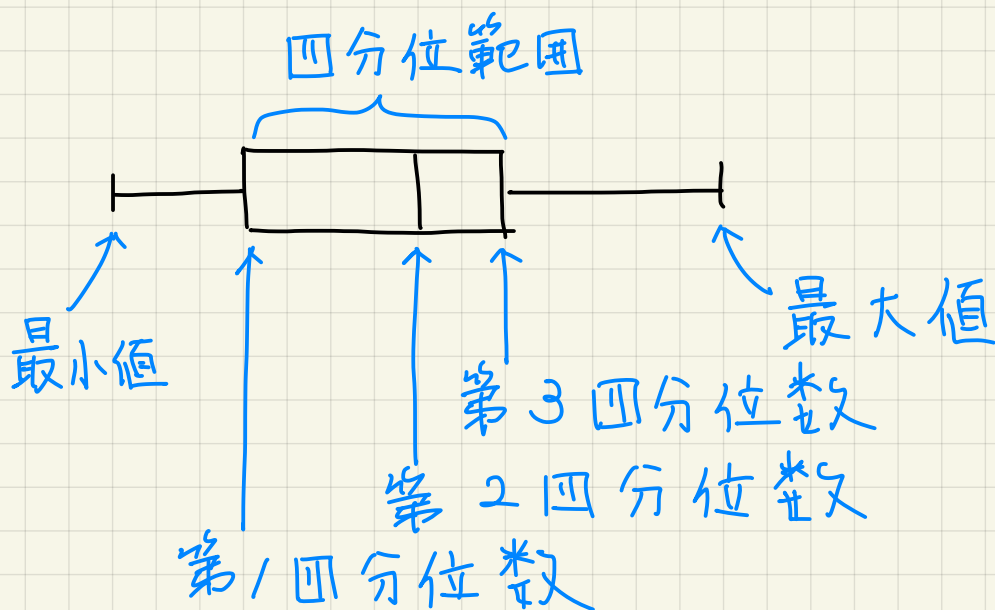 四分位範囲
最小値
最大値
第3四分位数
第2四分位数
第1四分位数